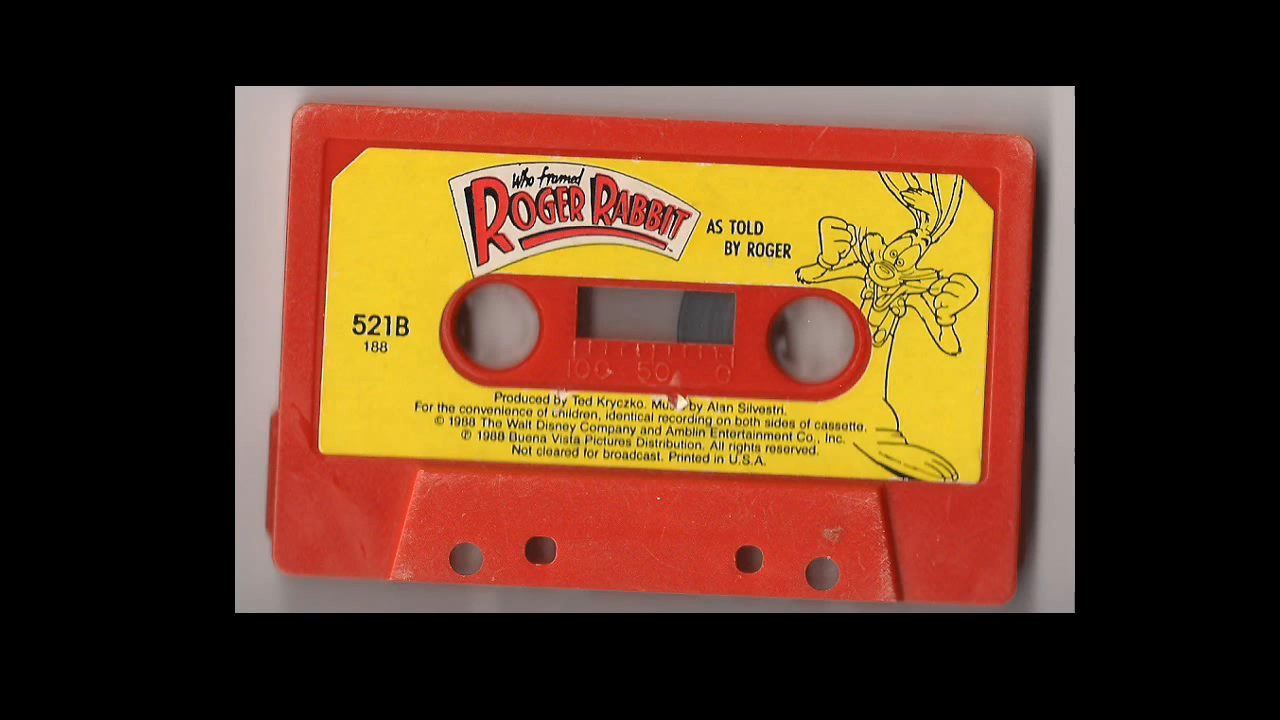 Who Framed
ROGER RABBIT
™
AS TOLD
BY ROGER
521B
188
100 50 0
Produced by Ted Kryczko. Music by Alan Silvestri.
For the convenience of children, identical recording on both sides of cassette.
© 1988 The Walt Disney Company and Amblin Entertainment Co., Inc.
℗ 1988 Buena Vista Pictures Distribution. All rights reserved.
Not cleared for broadcast. Printed in U.S.A.